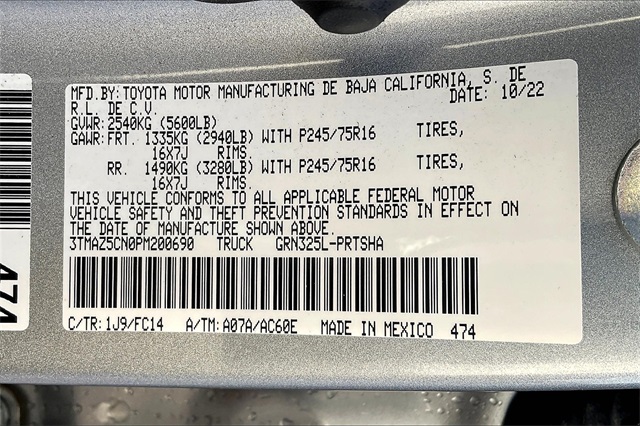 MFD.BY:TOYOTA MOTOR MANUFACTURING DE BAJA CALIFORNIA, S. DE
R.L. DE C.V. DATE: 10/22
GVWR:2540KG (5600LB)
GAWR:FRT. 1335KG (2940LB) WITH P245/75R16 TIRES,
16X7J RIMS.
RR. 1490KG (3280LB) WITH P245/75R16 TIRES,
16X7J RIMS.
THIS VEHICLE CONFORMS TO ALL APPLICABLE FEDERAL MOTOR
VEHICLE SAFETY AND THEFT PREVENTION STANDARDS IN EFFECT ON
THE DATE OF MANUFACTURE SHOWN ABOVE.
3TMAZ5CN0PM200690 TRUCK GRN325L-PRTSHA
C/TR:1J9/FC14 A/TM:A07A/AC60E MADE IN MEXICO 474
474